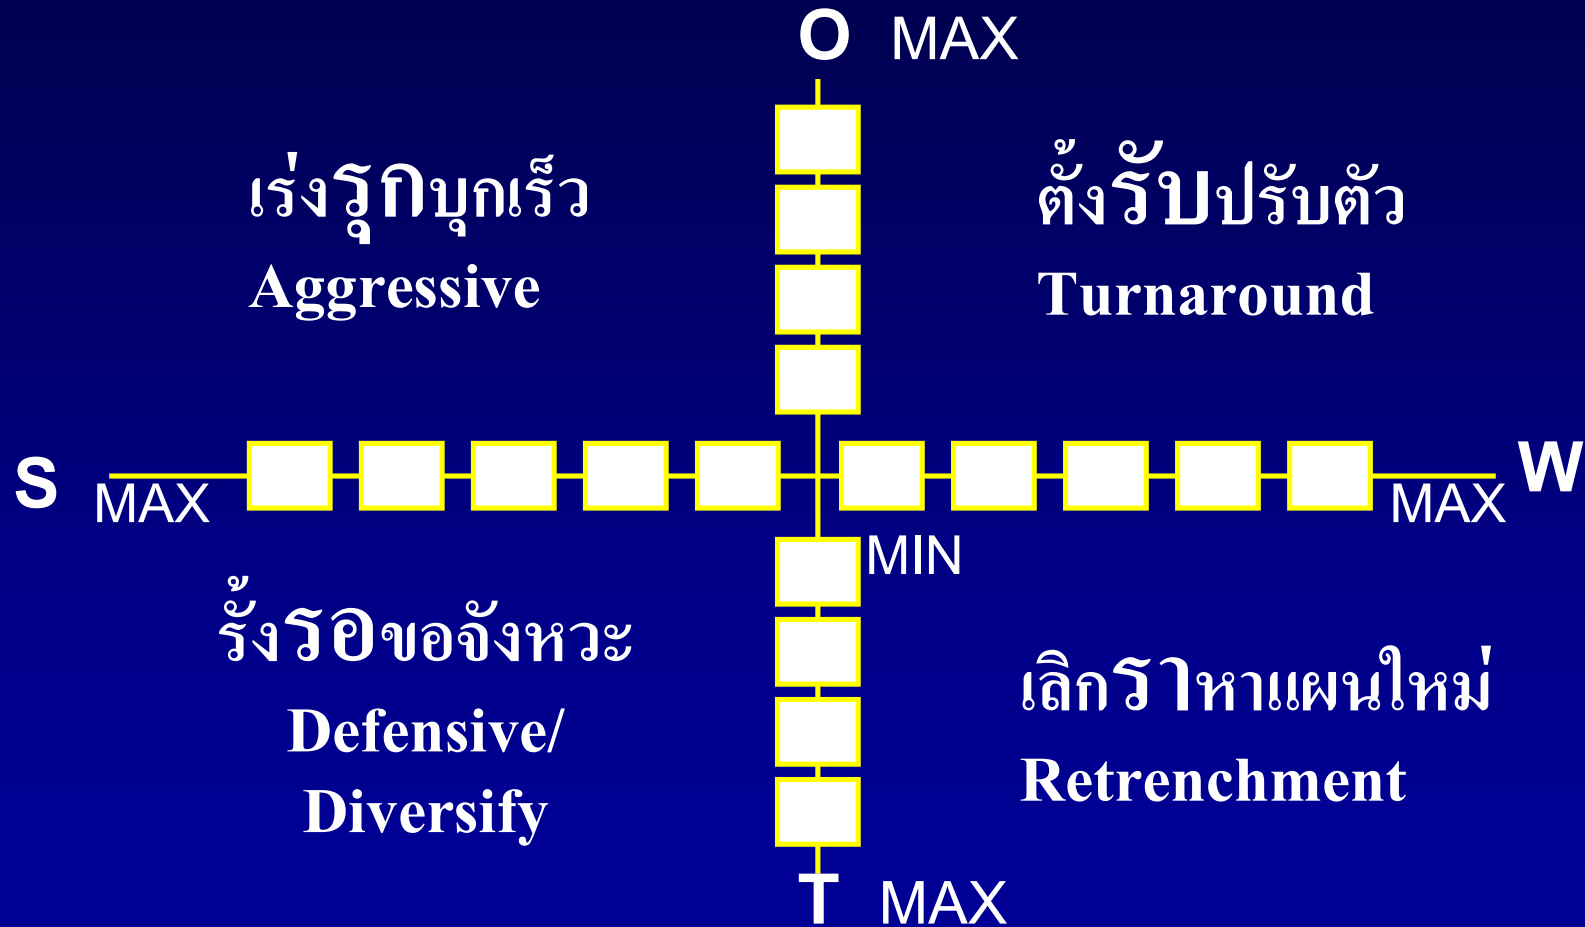 O MAX
เร่งรุกบุกเร็ว
Aggressive
ตั้งรับปรับตัว
Turnaround
S MAX
MAX W
MIN
รั้งรอขอจังหวะ
Defensive/
Diversify
เลิกราหาแผนใหม่
Retrenchment
T MAX